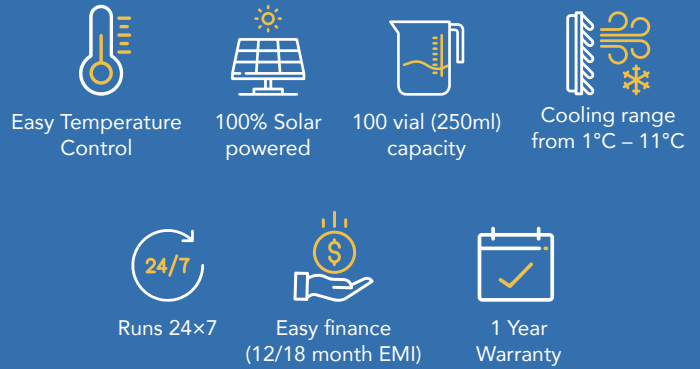 Easy Temperature
Control
100% Solar
powered
100 vial (250ml)
capacity
Cooling range
from 1°C – 11°C
24/7
$
Runs 24×7
Easy finance
(12/18 month EMI)
1 Year
Warranty